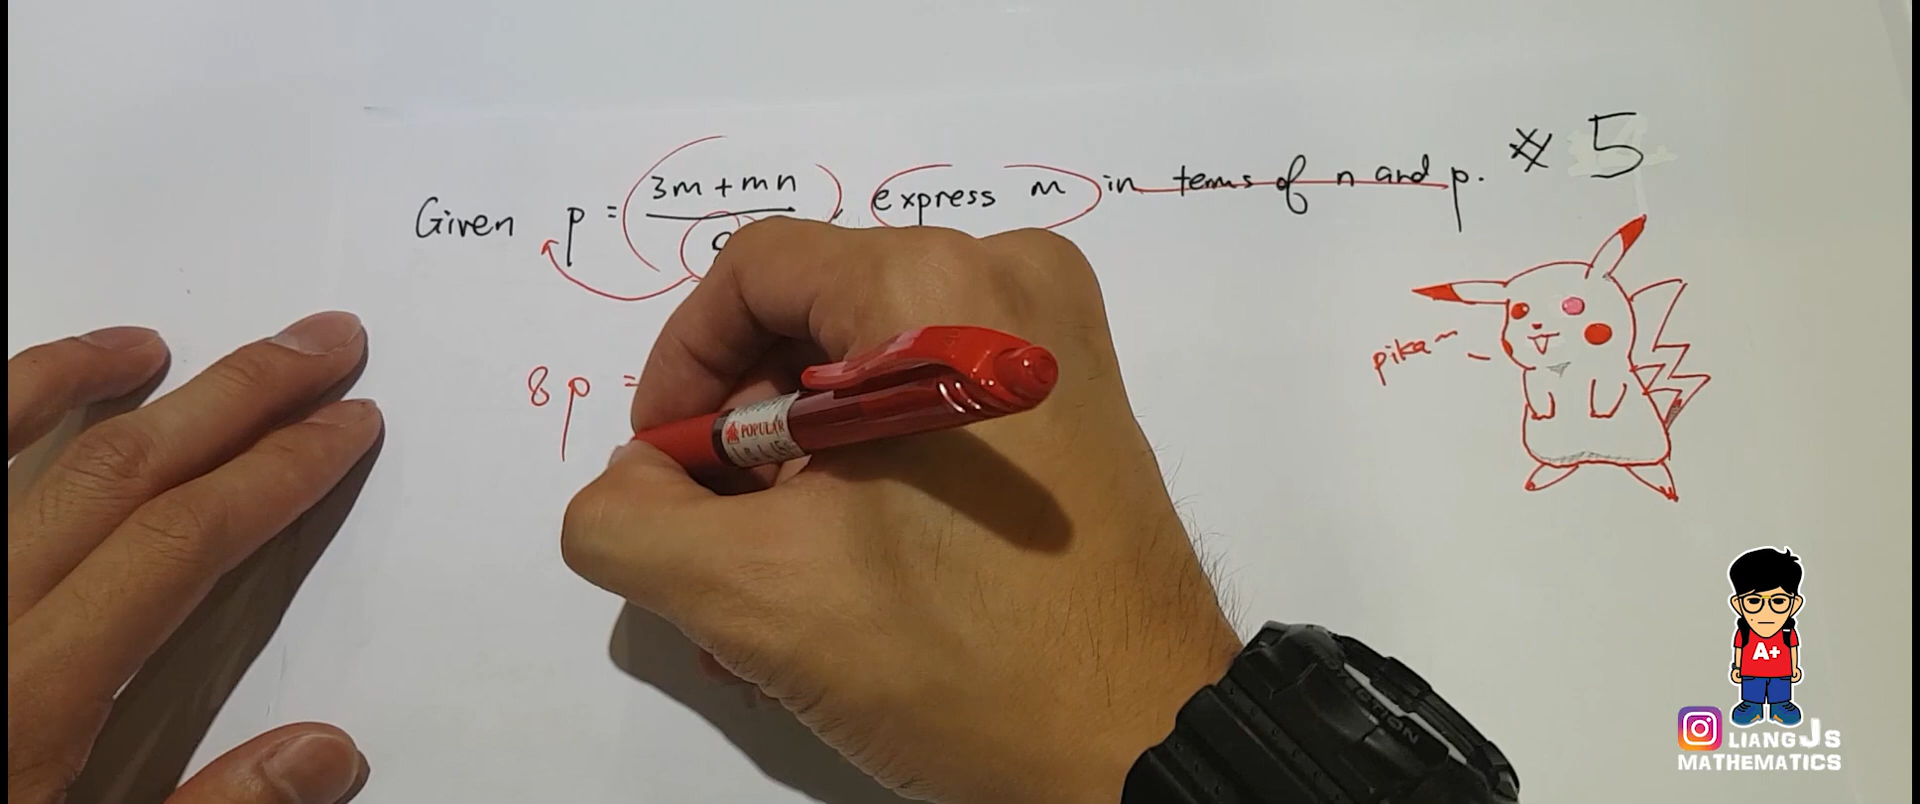 Given p = 3m + mn, express m in terms of n and p. # 5
8p =
pika~
POPULAR
A+
LIANGJS
MATHEMATICS